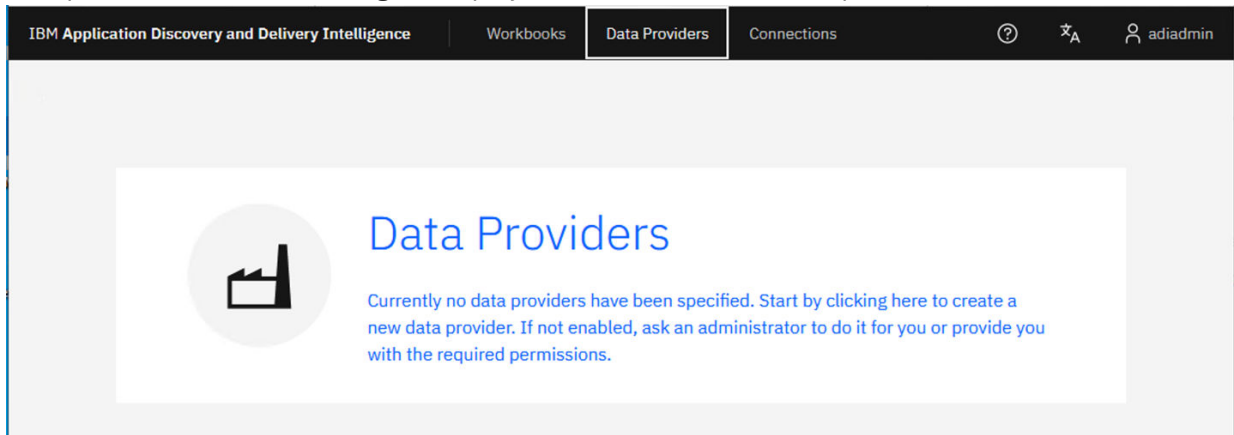 IBM Application Discovery and Delivery Intelligence Workbooks Data Providers Connections adiadmin
Data Providers
Currently no data providers have been specified. Start by clicking here to create a
new data provider. If not enabled, ask an administrator to do it for you or provide you
with the required permissions.